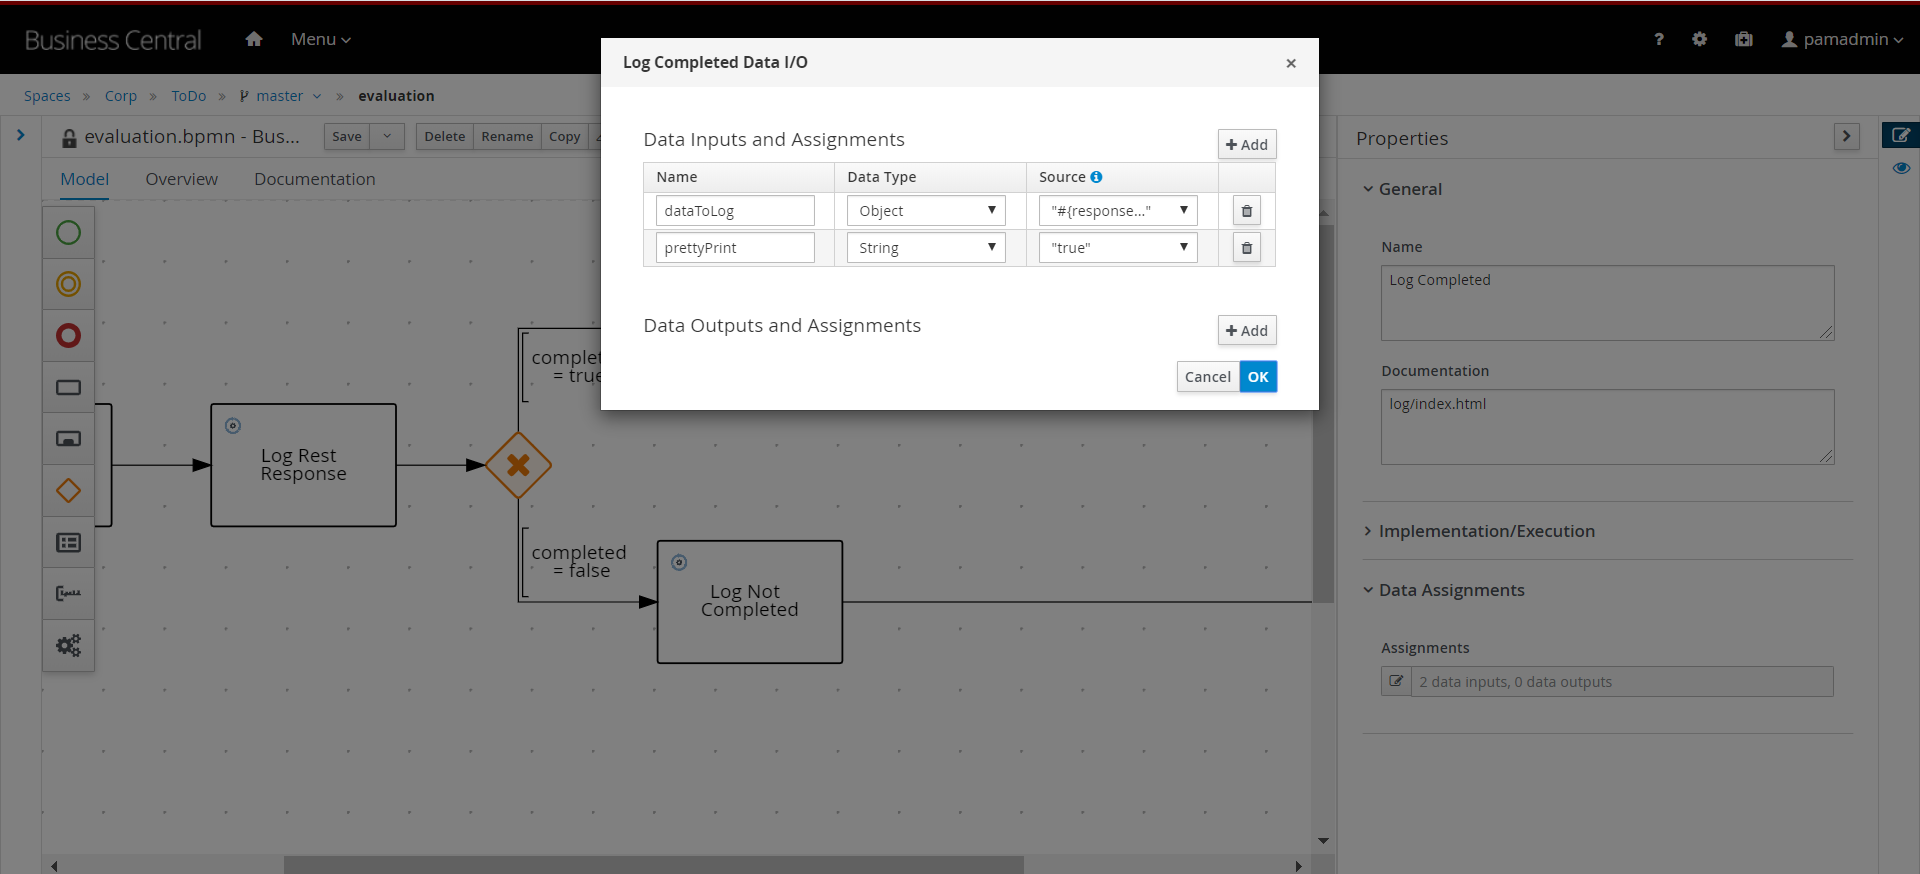 Business Central
Menu
? pamadmin
Spaces » Corp » ToDo » master » evaluation
evaluation.bpmn - Bus...
Save
Delete
Rename
Copy
Model
Overview
Documentation
Log Rest
Response
completed
= false
Log Not
Completed
= true
Log Completed Data I/O
×
Data Inputs and Assignments
+ Add
Name Data Type Source
dataToLog Object "#{response..."
prettyPrint String "true"
Data Outputs and Assignments
+ Add
Cancel OK
Properties
General
Name
Log Completed
Documentation
log/index.html
Implementation/Execution
Data Assignments
Assignments
2 data inputs, 0 data outputs